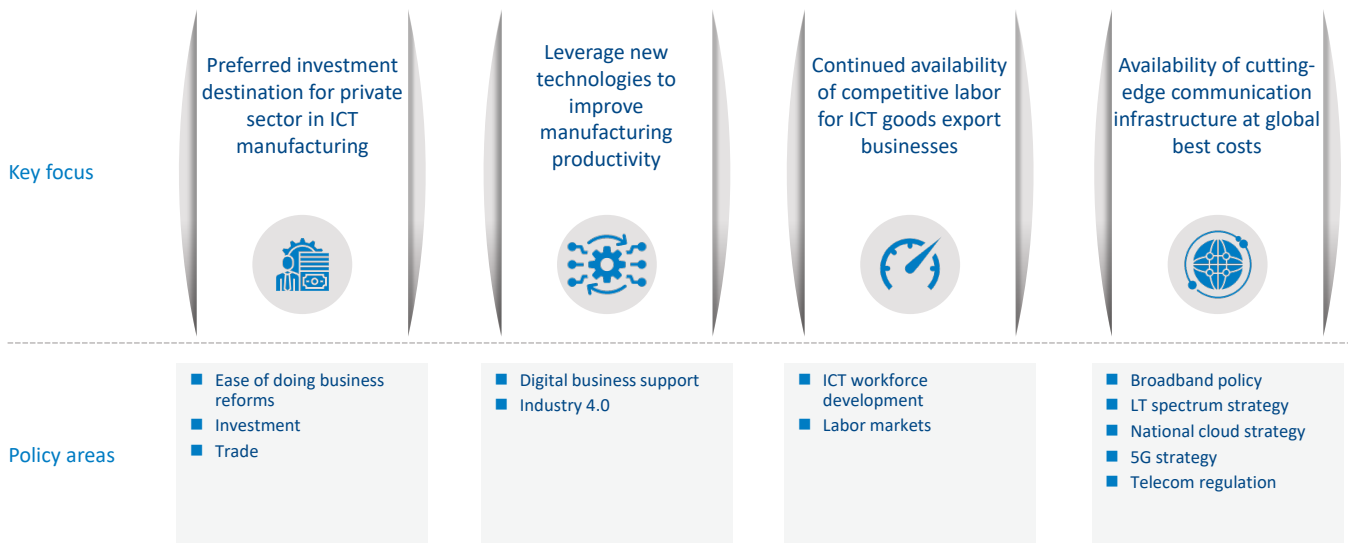 Key focus
Preferred investment
destination for private
sector in ICT
manufacturing
Leverage new
technologies to
improve
manufacturing
productivity
Continued availability
of competitive labor
for ICT goods export
businesses
Availability of cutting-
edge communication
infrastructure at global
best costs
Policy areas
■ Ease of doing business
reforms
■ Investment
■ Trade
■ Digital business support
■ Industry 4.0
■ ICT workforce
development
■ Labor markets
■ Broadband policy
■ LT spectrum strategy
■ National cloud strategy
■ 5G strategy
■ Telecom regulation